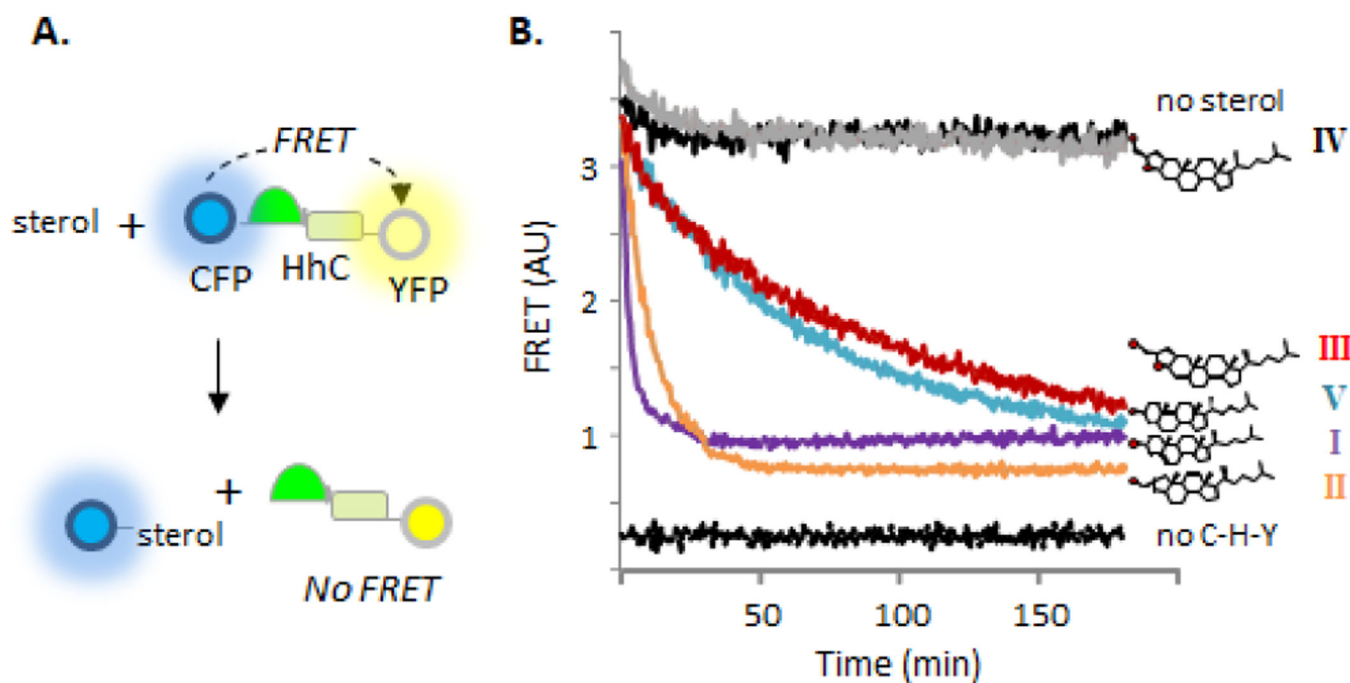 A.
FRET
sterol +
CFP
HhC
YFP
+
sterol
No FRET
B.
FRET (AU)
3
2
1
50
100
150
Time (min)
no sterol
IV
III
V
I
II
no C-H-Y